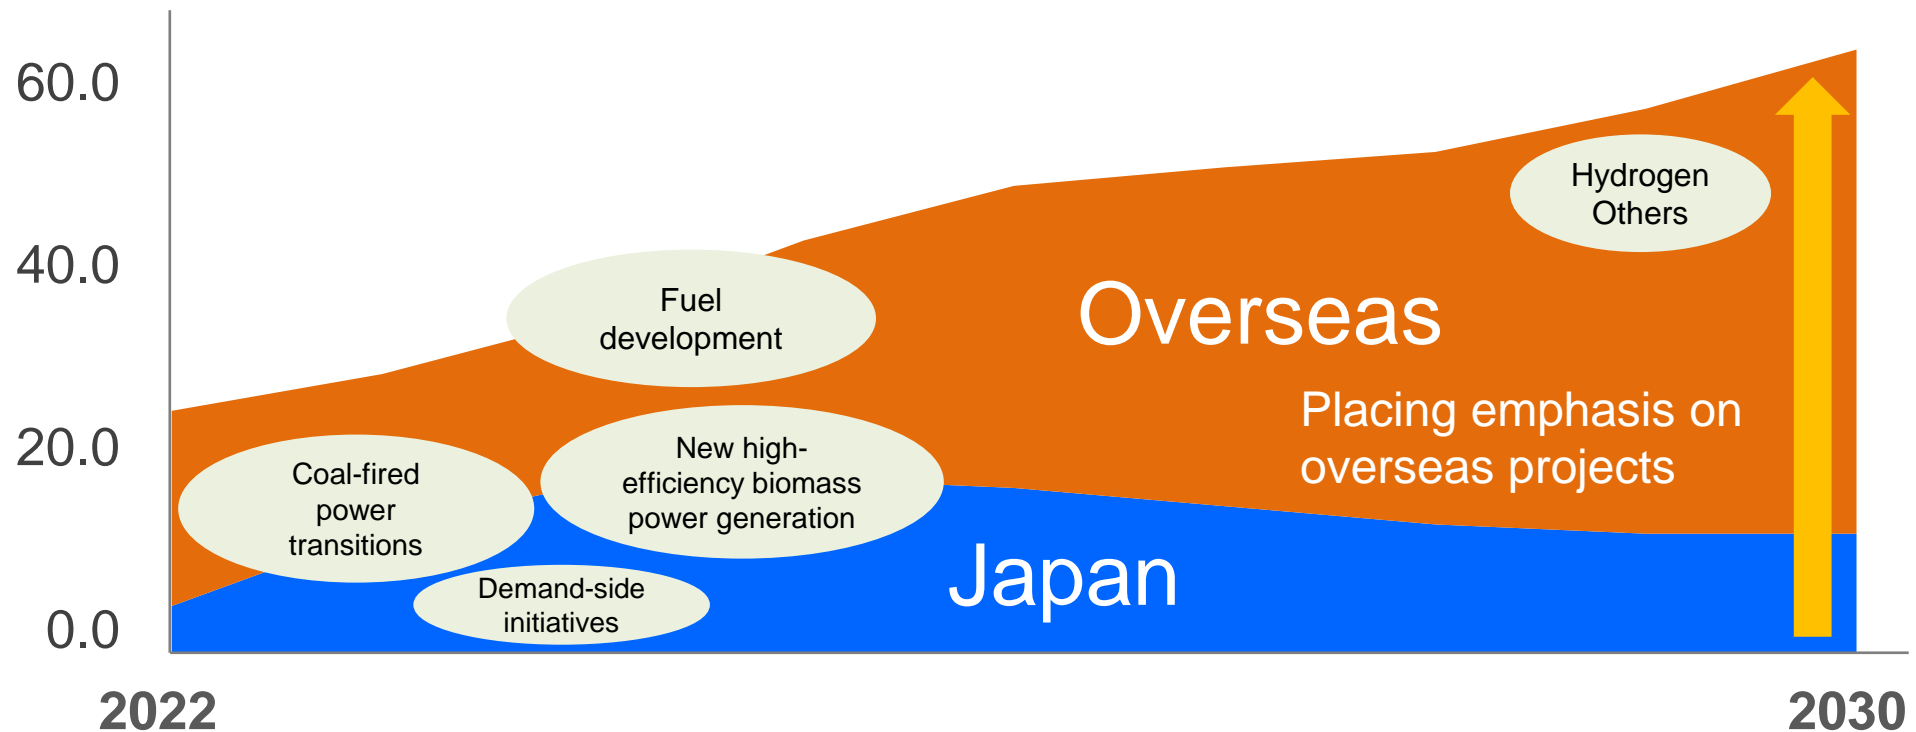 60.0
40.0
20.0
0.0
2022
2030
Hydrogen
Others
Fuel
development
Overseas
Placing emphasis on
overseas projects
New high-
efficiency biomass
power generation
Coal-fired
power
transitions
Japan
Demand-side
initiatives